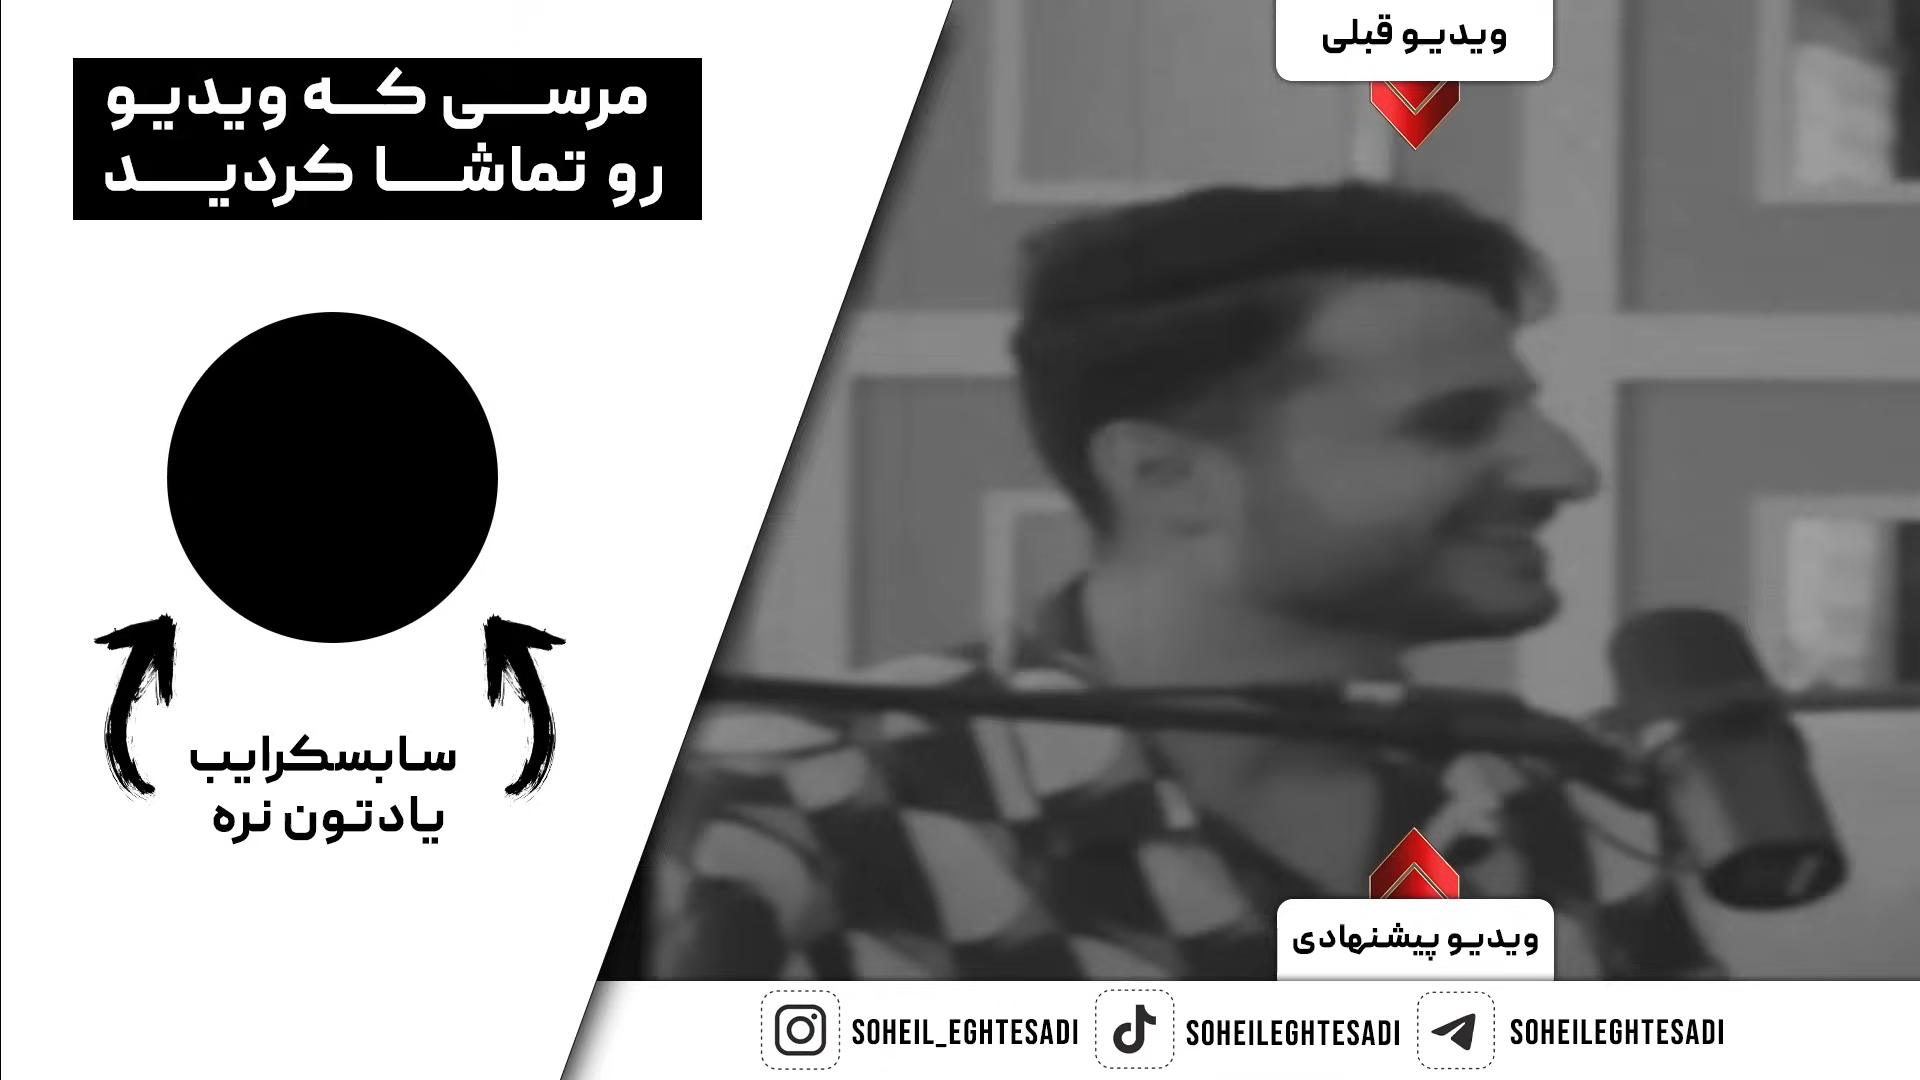 مرسی که ویدیو
رو تماشا کردید
سابسکرایب
یادتون نره
ویدیو قبلی
ویدیو پیشنهادی
SOHEIL_EGHTESADI
SOHEILEGHTESADI
SOHEILEGHTESADI